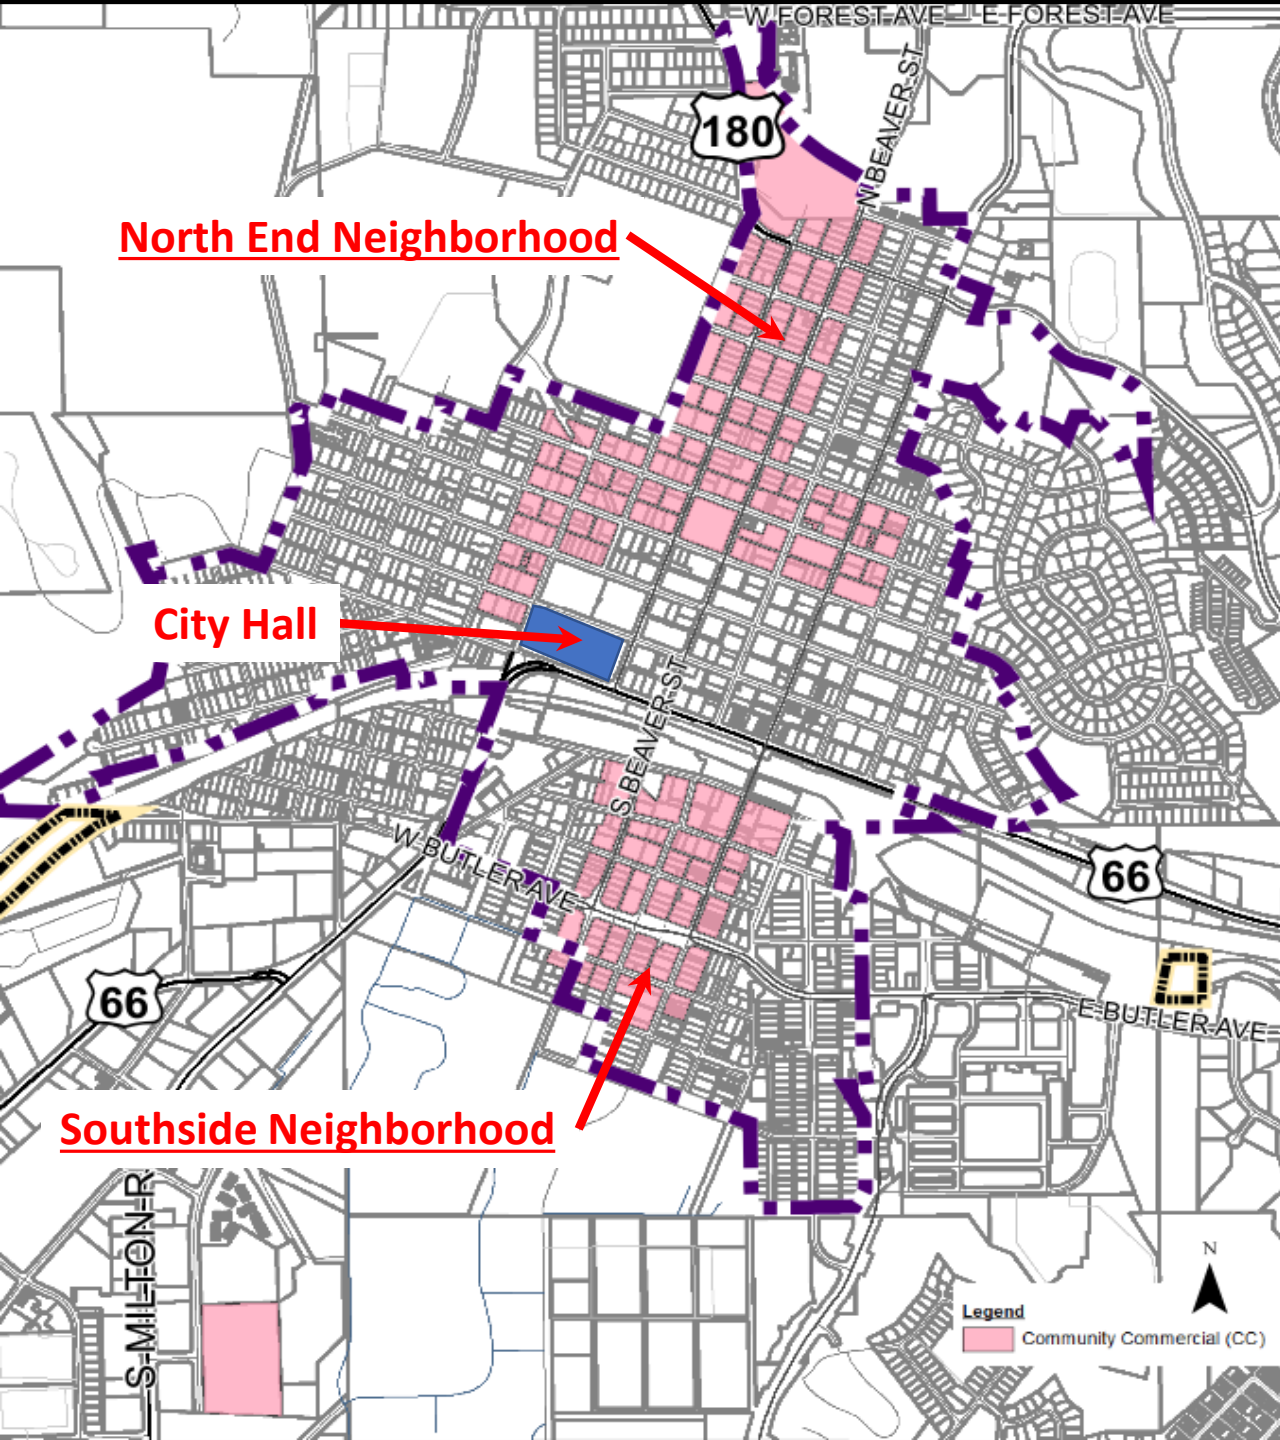 W FOREST AVE
E FOREST AVE
N BEAVER ST
180
North End Neighborhood
City Hall
S BEAVER ST
W BUTLER AVE
66
66
E BUTLER AVE
Southside Neighborhood
S MILTON R
N
Legend
Community Commercial (CC)